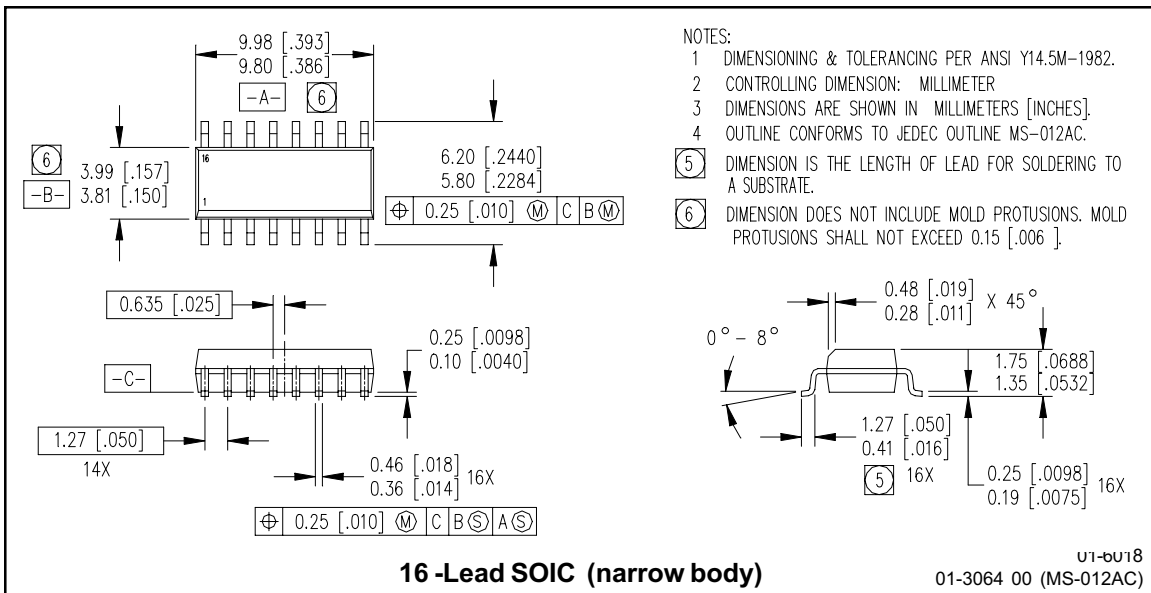 9.98 [.393]
9.80 [.386]
-A- 6
6
3.99 [.157]
3.81 [.150]
-B-
16
1
6.20 [.2440]
5.80 [.2284]
⌖ 0.25 [.010] Ⓜ C B Ⓜ
NOTES:
1 DIMENSIONING & TOLERANCING PER ANSI Y14.5M-1982.
2 CONTROLLING DIMENSION: MILLIMETER
3 DIMENSIONS ARE SHOWN IN MILLIMETERS [INCHES].
4 OUTLINE CONFORMS TO JEDEC OUTLINE MS-012AC.
5 DIMENSION IS THE LENGTH OF LEAD FOR SOLDERING TO
A SUBSTRATE.
6 DIMENSION DOES NOT INCLUDE MOLD PROTUSIONS. MOLD
PROTUSIONS SHALL NOT EXCEED 0.15 [.006 ].
0.635 [.025]
0.25 [.0098]
0.10 [.0040]
-C-
1.27 [.050]
14X
0.46 [.018]
0.36 [.014] 16X
⌖ 0.25 [.010] Ⓜ C B Ⓢ A Ⓢ
0.48 [.019]
0.28 [.011] X 45°
0° - 8°
1.75 [.0688]
1.35 [.0532]
1.27 [.050]
0.41 [.016]
5 16X
0.25 [.0098]
0.19 [.0075] 16X
16 -Lead SOIC (narrow body)
01-6018
01-3064 00 (MS-012AC)